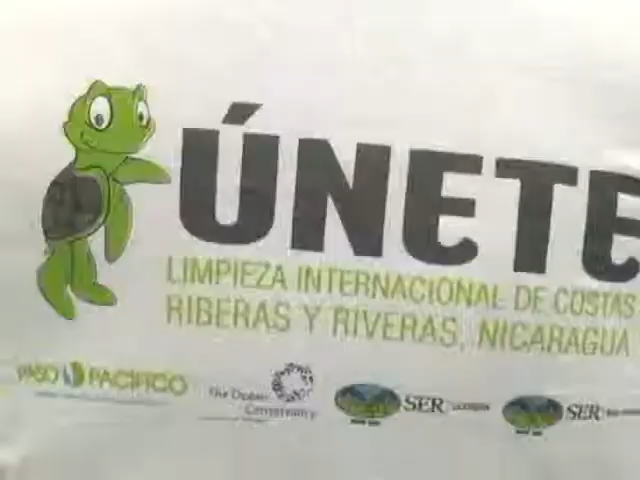 ÚNETE
LIMPIEZA INTERNACIONAL DE COSTAS
RIBERAS Y RIVERAS, NICARAGUA
PASO PACIFICO
The Ocean
Conservancy
SER
SER